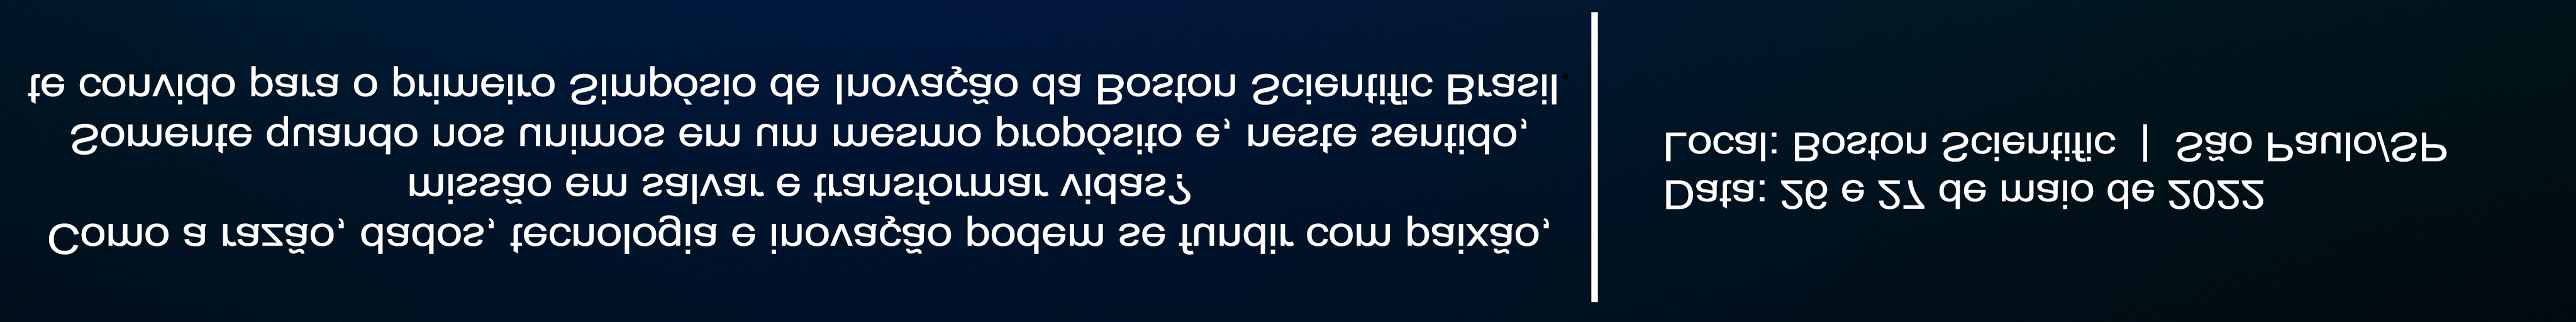 Como a razão, dados, tecnologia e inovação podem se fundir com paixão,
missão em salvar e transformar vidas?
Somente quando nos unimos em um mesmo propósito e, neste sentido,
te convido para o primeiro Simpósio de Inovação da Boston Scientific Brasil.
Data: 26 e 27 de maio de 2022
Local: Boston Scientific | São Paulo/SP